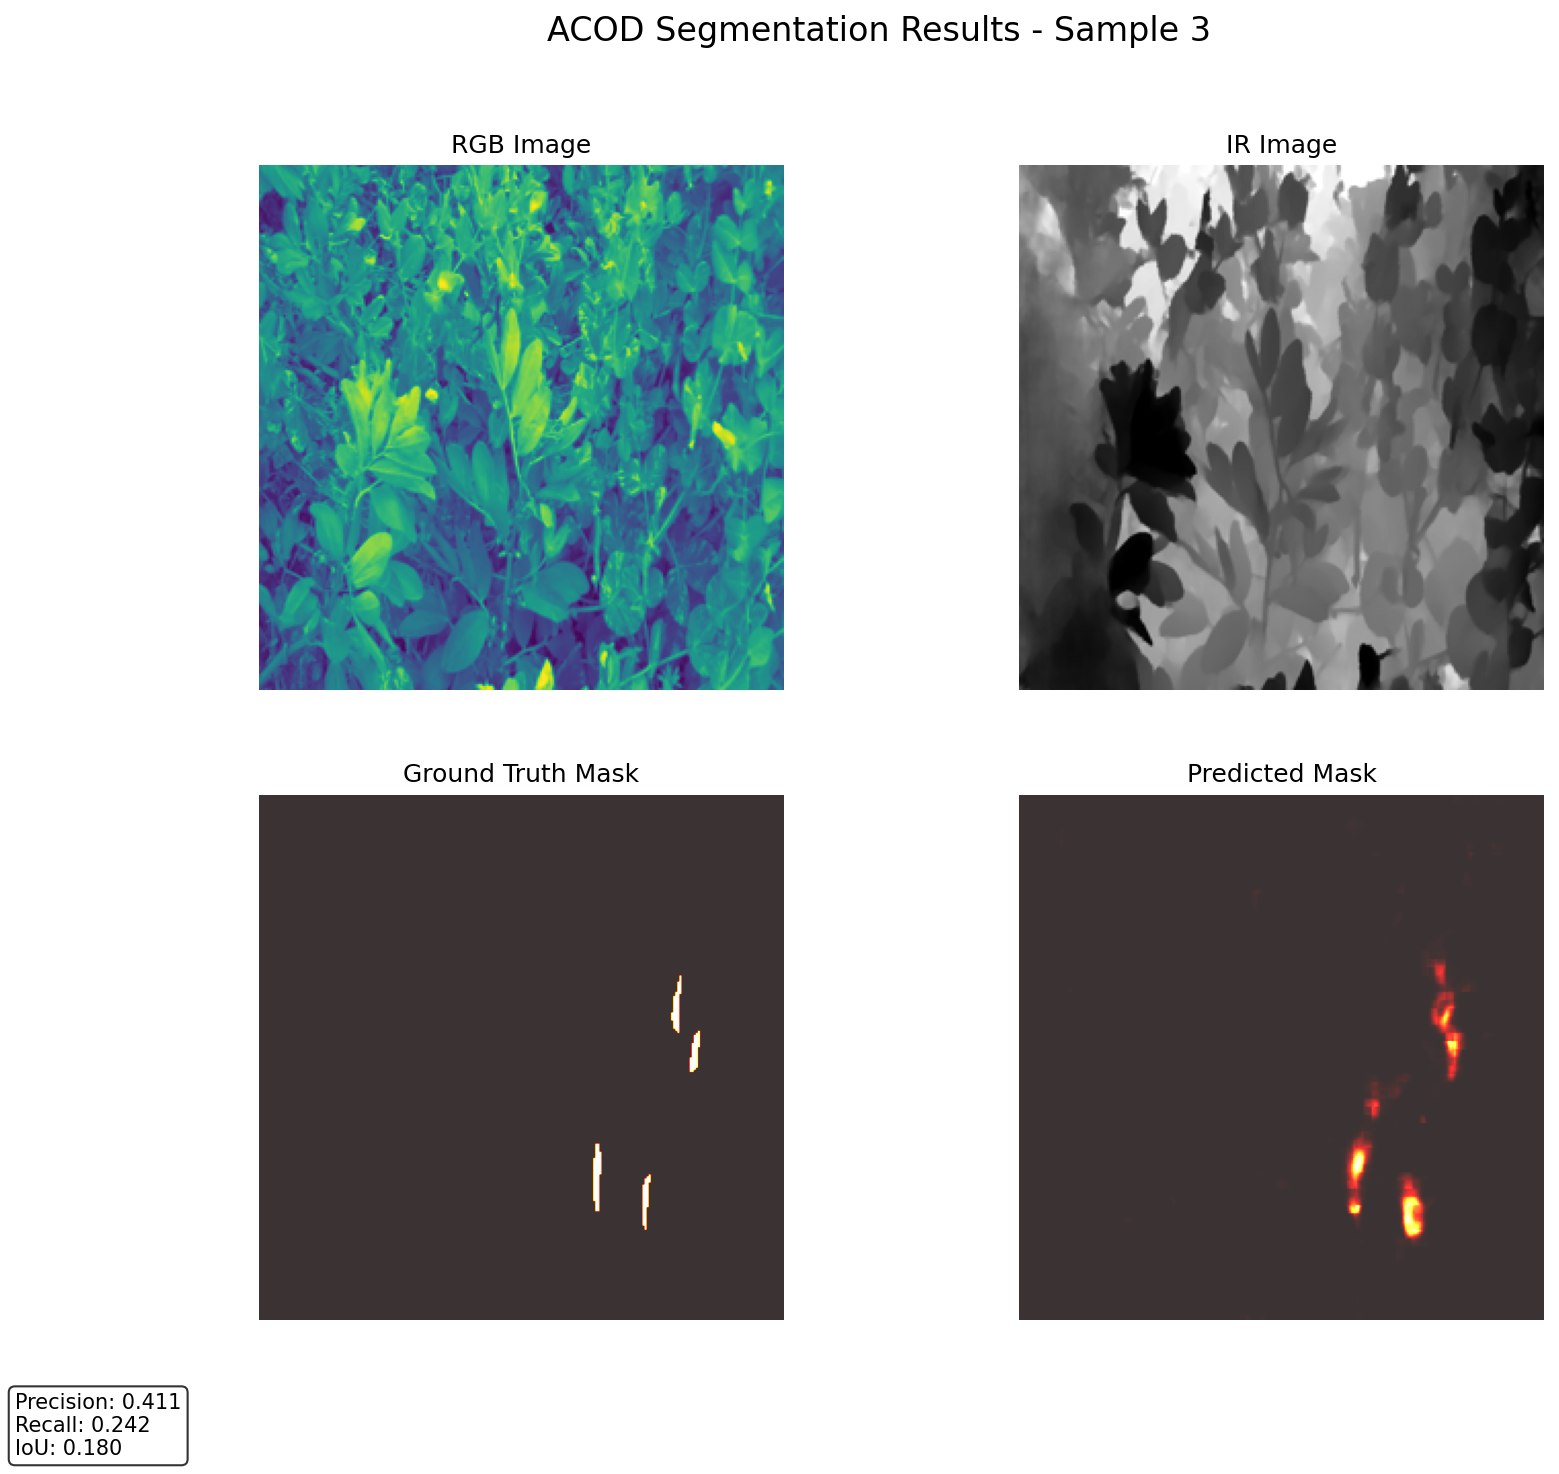 ACOD Segmentation Results - Sample 3
RGB Image
IR Image
Ground Truth Mask
Predicted Mask
Precision: 0.411
Recall: 0.242
IoU: 0.180